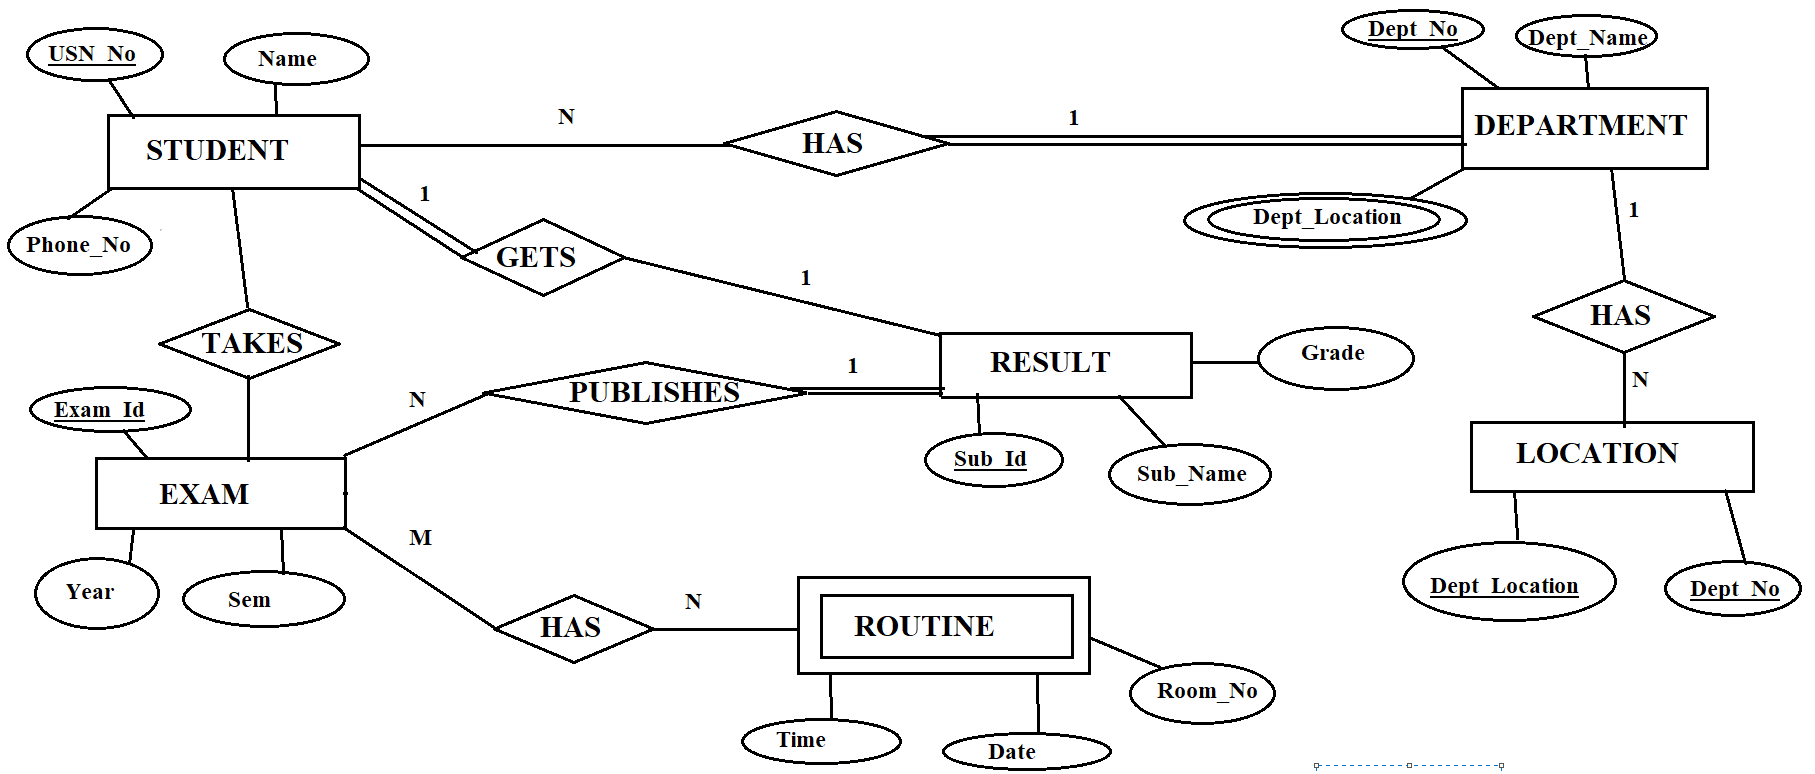 USN_No
Name
Dept_No
Dept_Name
N
1
STUDENT
HAS
DEPARTMENT
1
1
Phone_No
Dept_Location
GETS
1
TAKES
HAS
RESULT
Grade
1
PUBLISHES
N
N
Exam_Id
Sub_Id
Sub_Name
LOCATION
EXAM
M
Year
Sem
HAS
N
ROUTINE
Dept_Location
Dept_No
Room_No
Time
Date